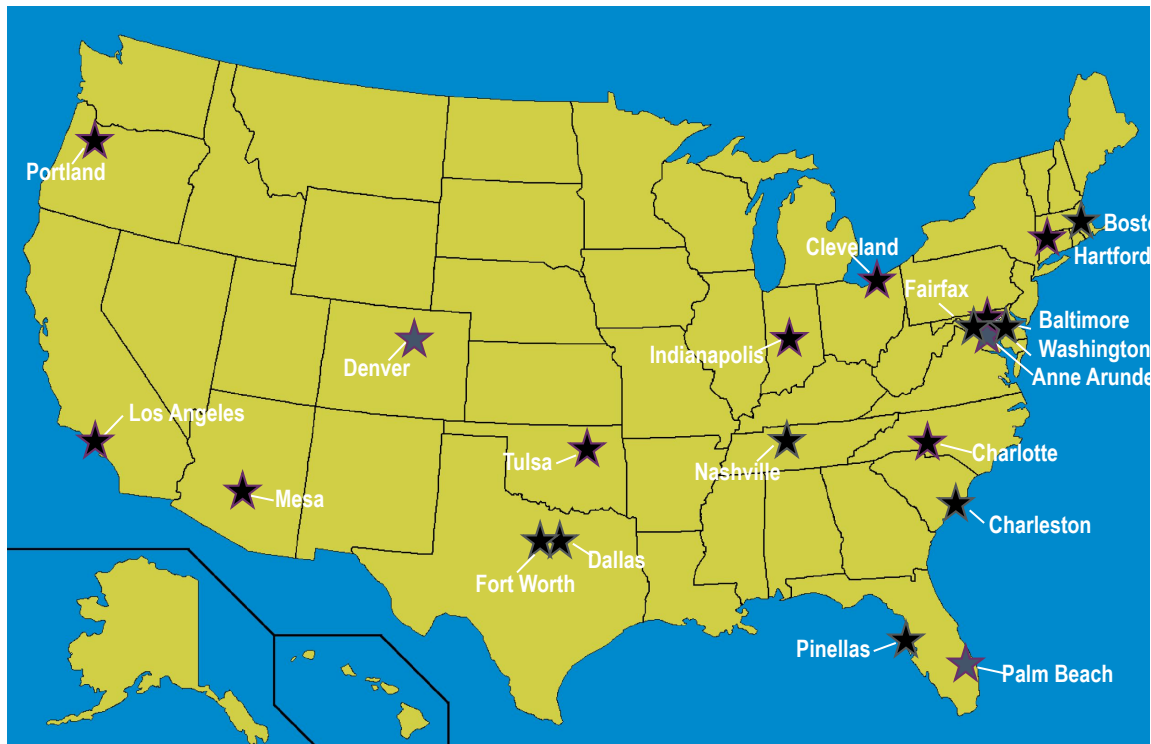 Portland
Boste
Hartford
Cleveland
Fairfax
Baltimore
Washington
Anne Arunde
Indianapolis
Denver
Los Angeles
Tulsa
Nashville
Charlotte
Mesa
Charleston
Fort Worth
Dallas
Pinellas
Palm Beach